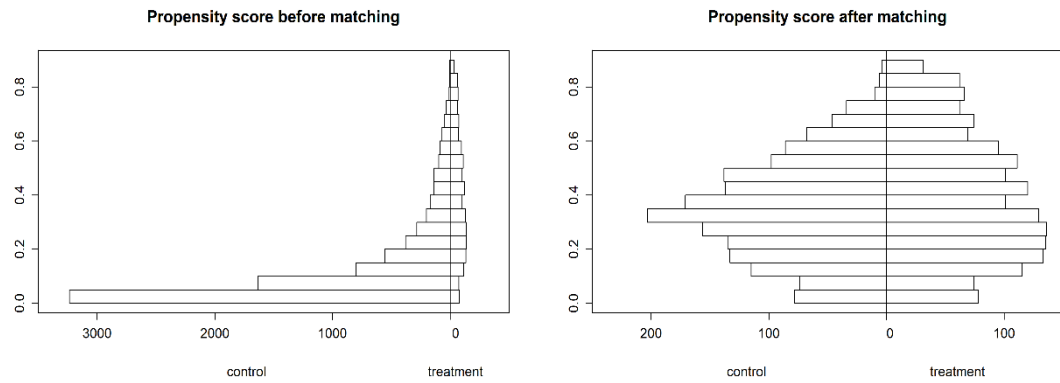 Propensity score before matching
0.8
0.6
0.4
0.2
0.0
3000 2000 1000 0
control treatment
Propensity score after matching
0.8
0.6
0.4
0.2
0.0
200 100 0 100
control treatment